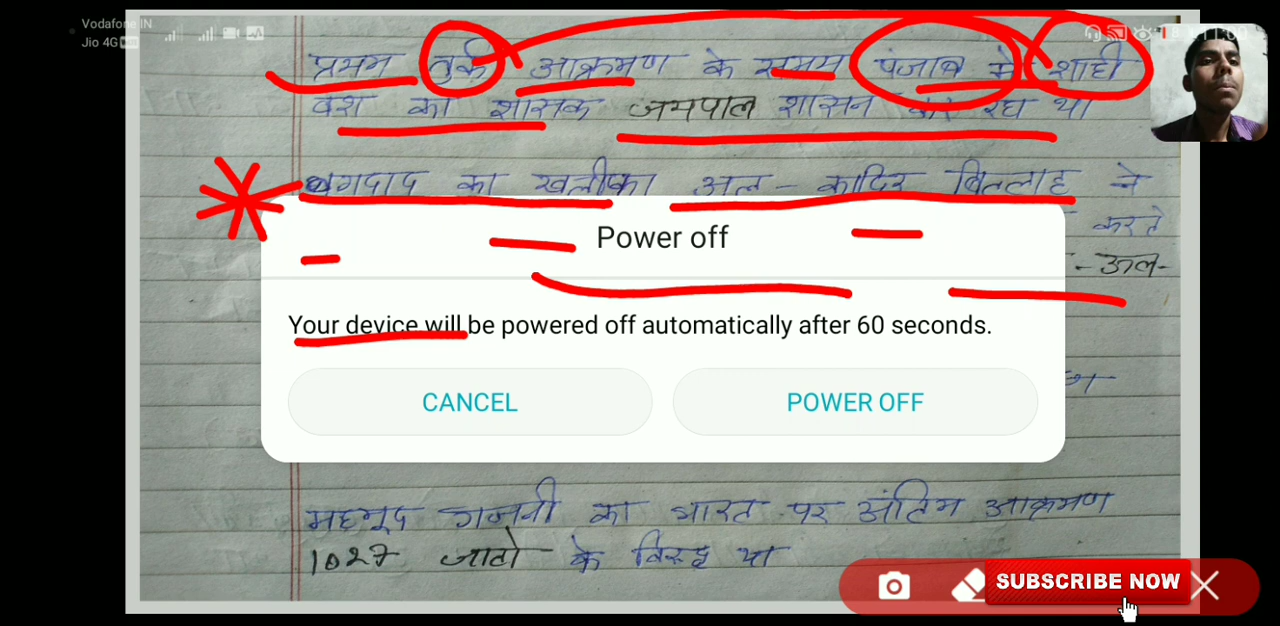 Vodafone IN
Jio 4G
प्रथम तुर्क आक्रमण के समय पंजाब में शाही
वंश का शासक जयपाल शासन कर रहा था
बगदाद का खलीफा अल - कादिर बिल्लाह ने
करते
- ऊल-
Power off
Your device will be powered off automatically after 60 seconds.
CANCEL POWER OFF
महमूद गजनी का भारत पर अंतिम आक्रमण
1027 जाटो के विरुद्ध था
SUBSCRIBE NOW